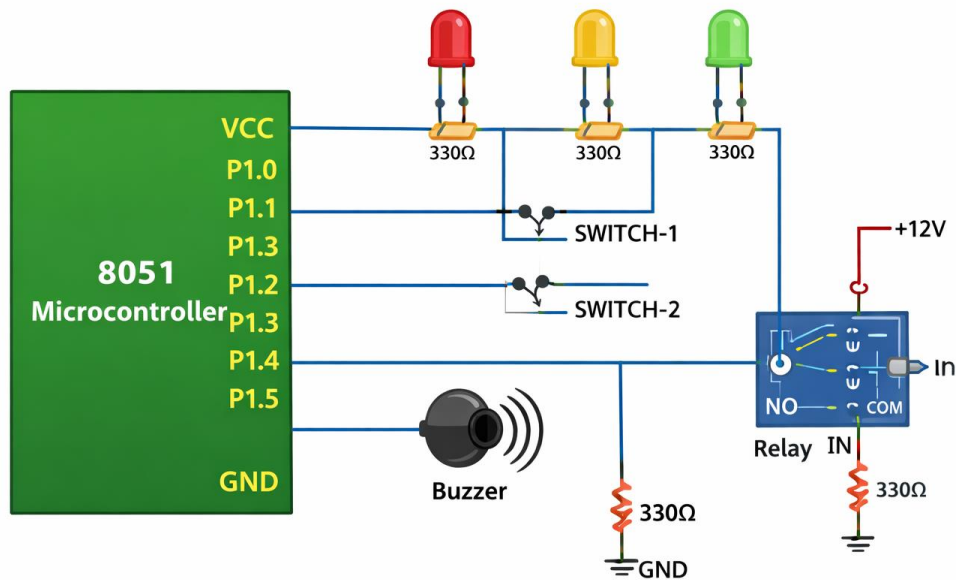 VCC
P1.0
P1.1
P1.3
P1.2
P1.3
P1.4
P1.5
GND
8051
Microcontroller
330Ω
330Ω
330Ω
SWITCH-1
SWITCH-2
+12V
In
NO
COM
Relay
IN
330Ω
Buzzer
330Ω
GND